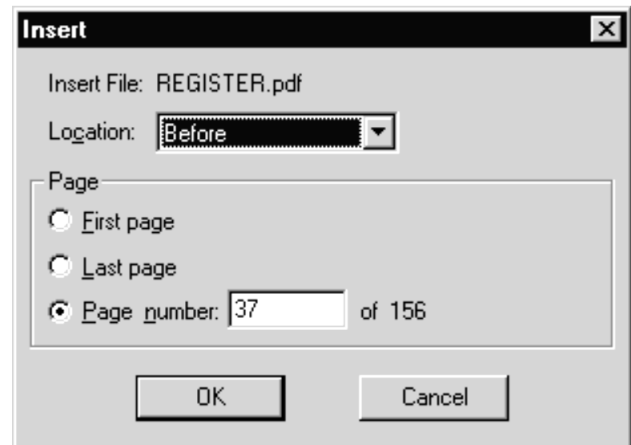 Insert
Insert File: REGISTER.pdf
Location: Before
Page
First page
Last page
Page number: 37 of 156
OK Cancel